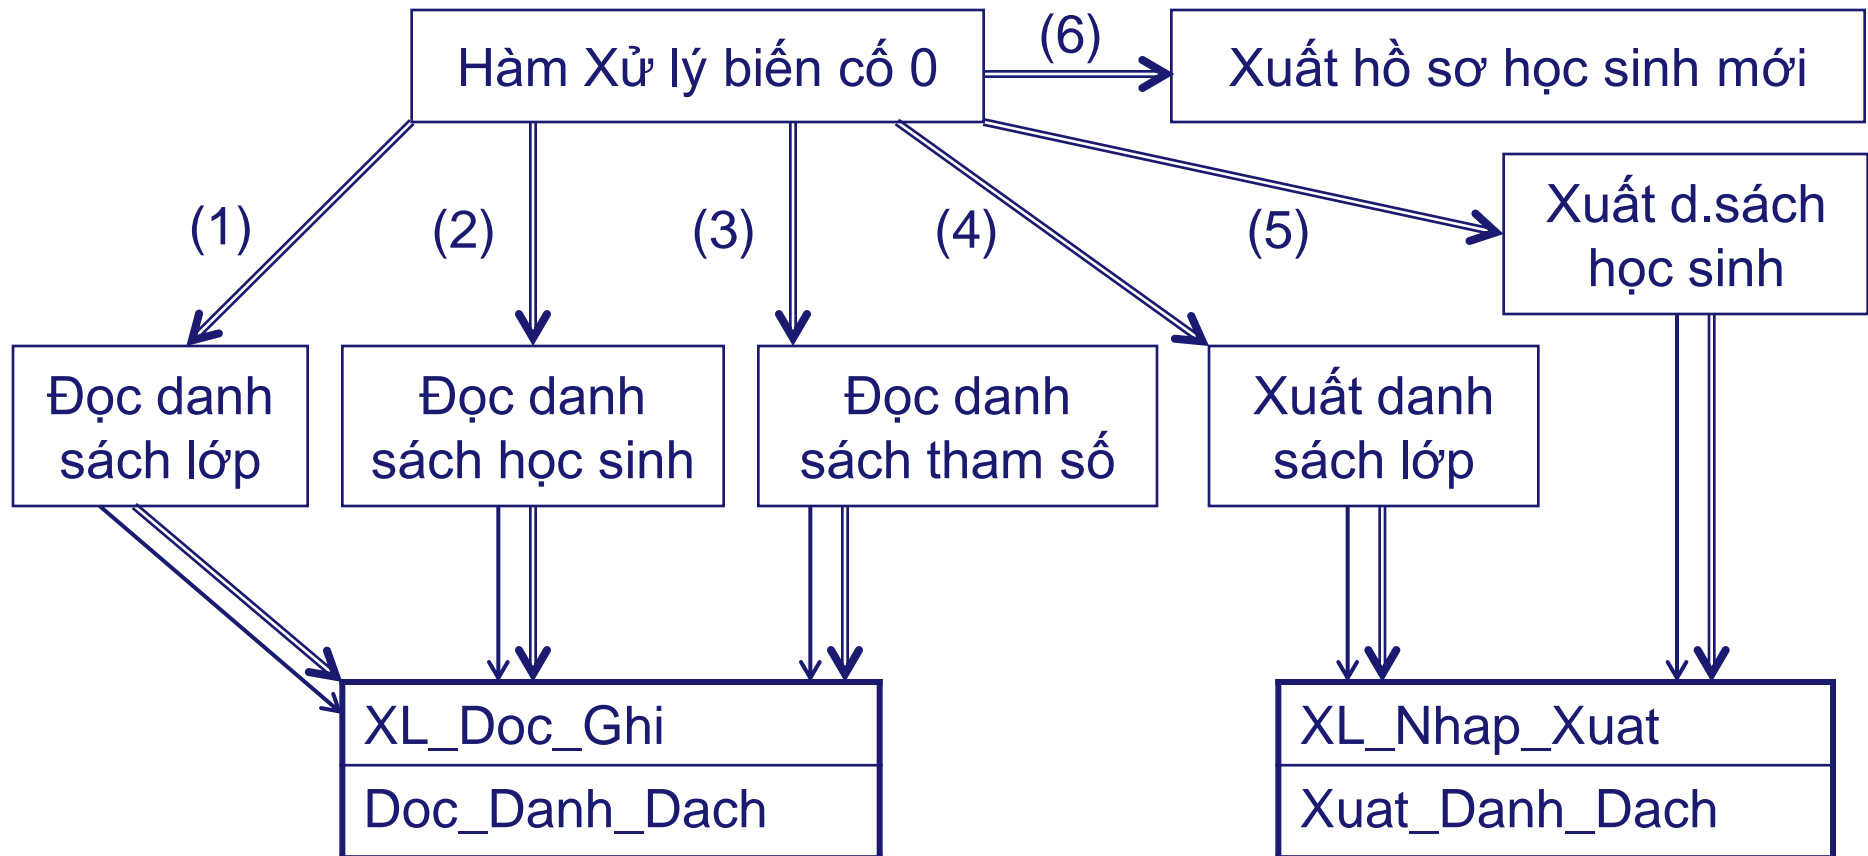 Hàm Xử lý biến cố 0
(6)
Xuất hồ sơ học sinh mới
(1)
(2)
(3)
(4)
(5)
Xuất d.sách
học sinh
Đọc danh
sách lớp
Đọc danh
sách học sinh
Đọc danh
sách tham số
Xuất danh
sách lớp
XL_Doc_Ghi
Doc_Danh_Dach
XL_Nhap_Xuat
Xuat_Danh_Dach